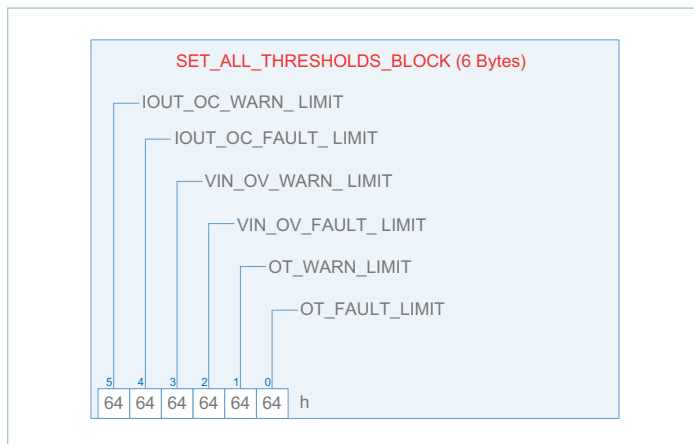 SET_ALL_THRESHOLDS_BLOCK (6 Bytes)
IOUT_OC_WARN_ LIMIT
IOUT_OC_FAULT_ LIMIT
VIN_OV_WARN_ LIMIT
VIN_OV_FAULT_ LIMIT
OT_WARN_LIMIT
OT_FAULT_LIMIT
5 4 3 2 1 0
64 64 64 64 64 64 h